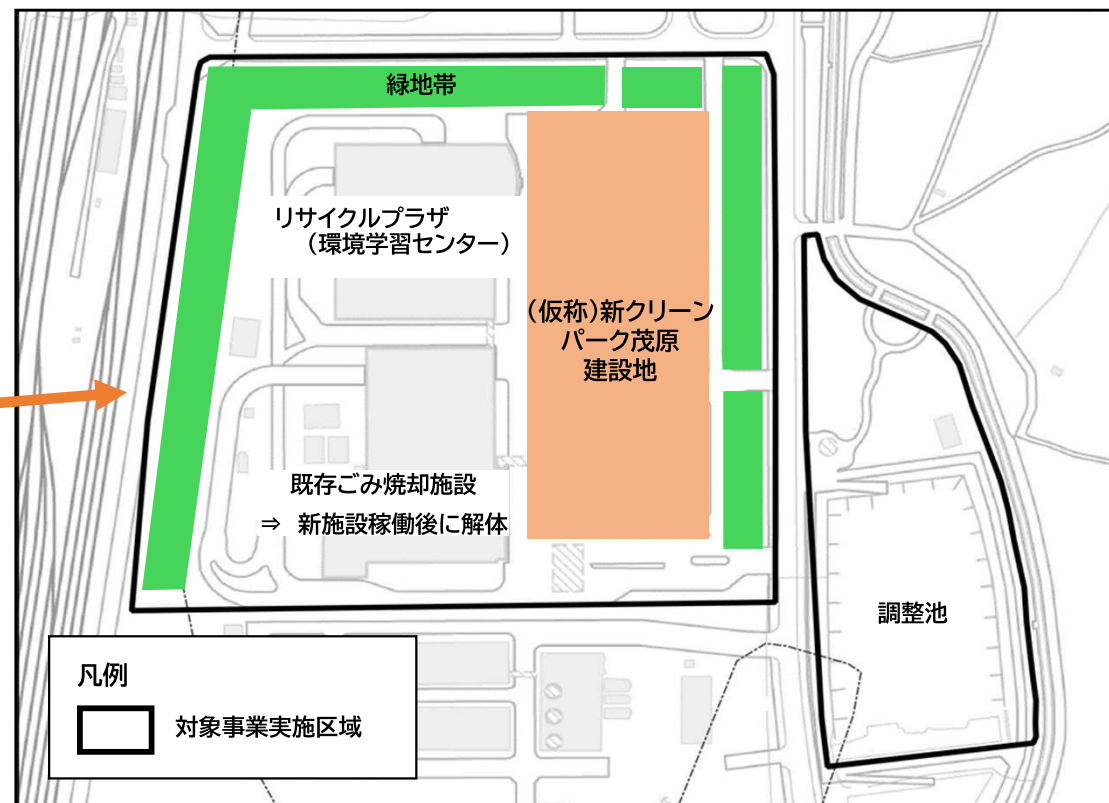 緑地帯
リサイクルプラザ
（環境学習センター）
（仮称）新クリーン
パーク茂原
建設地
既存ごみ焼却施設
⇒ 新施設稼働後に解体
調整池
凡例
対象事業実施区域